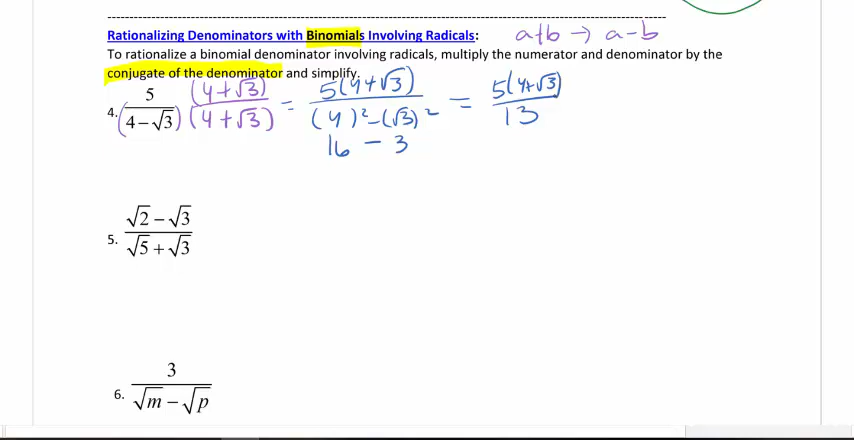 Rationalizing Denominators with Binomials Involving Radicals: a+b → a-b
To rationalize a binomial denominator involving radicals, multiply the numerator and denominator by the
conjugate of the denominator and simplify.
4. (5/(4-√3)) (4+√3)/(4+√3) = 5(4+√3)/((4)²-(√3)²) = 5(4+√3)/13
16 - 3
5. (√2-√3)/(√5+√3)
6. 3/(√m-√p)